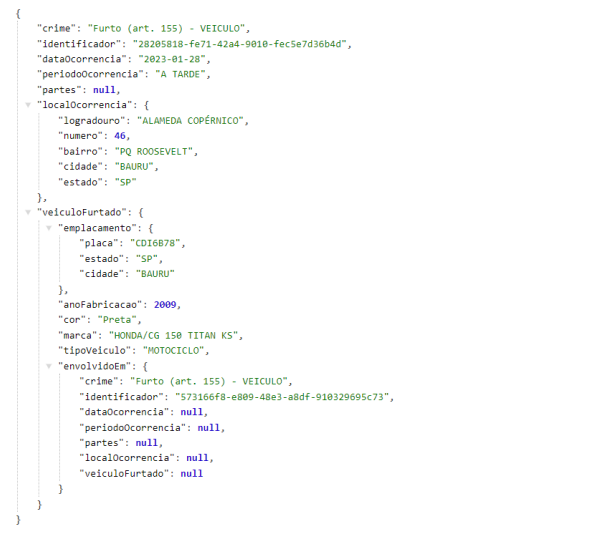 {
"crime": "Furto (art. 155) - VEICULO",
"identificador": "28205818-fe71-42a4-9010-fec5e7d36b4d",
"dataOcorrencia": "2023-01-28",
"periodoOcorrencia": "A TARDE",
"partes": null,
"localOcorrencia": {
"logradouro": "ALAMEDA COPÉRNICO",
"numero": 46,
"bairro": "PQ ROOSEVELT",
"cidade": "BAURU",
"estado": "SP"
},
"veiculoFurtado": {
"emplacamento": {
"placa": "CDI6B78",
"estado": "SP",
"cidade": "BAURU"
},
"anoFabricacao": 2009,
"cor": "Preta",
"marca": "HONDA/CG 150 TITAN KS",
"tipoVeiculo": "MOTOCICLO",
"envolvidoEm": {
"crime": "Furto (art. 155) - VEICULO",
"identificador": "573166f8-e809-48e3-a8df-910329695c73",
"dataOcorrencia": null,
"periodoOcorrencia": null,
"partes": null,
"localOcorrencia": null,
"veiculoFurtado": null
}
}
}